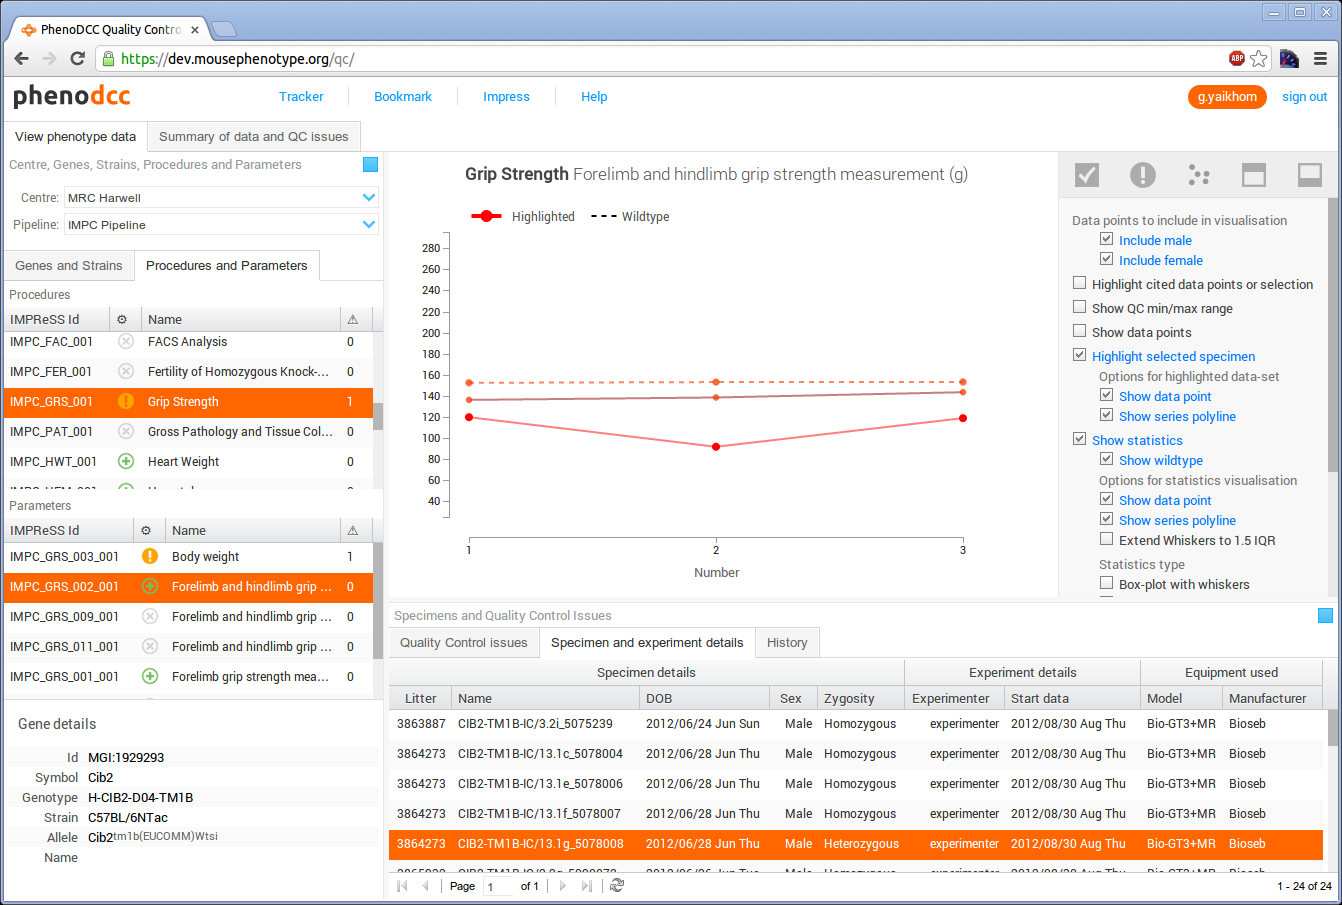 PhenoDCC Quality Contro
https://dev.mousephenotype.org/qc/
ABP
phenodcc
Tracker
Bookmark
Impress
Help
g.yaikhom
sign out
View phenotype data
Summary of data and QC issues
Centre, Genes, Strains, Procedures and Parameters
Centre: MRC Harwell
Pipeline: IMPC Pipeline
Genes and Strains
Procedures and Parameters
Procedures
IMPReSS Id Name
IMPC_FAC_001 FACS Analysis 0
IMPC_FER_001 Fertility of Homozygous Knock-... 0
IMPC_GRS_001 Grip Strength 1
IMPC_PAT_001 Gross Pathology and Tissue Col... 0
IMPC_HWT_001 Heart Weight 0
Parameters
IMPReSS Id Name
IMPC_GRS_003_001 Body weight 1
IMPC_GRS_002_001 Forelimb and hindlimb grip ... 0
IMPC_GRS_009_001 Forelimb and hindlimb grip ... 0
IMPC_GRS_011_001 Forelimb and hindlimb grip ... 0
IMPC_GRS_001_001 Forelimb grip strength mea... 0
Gene details
Id MGI:1929293
Symbol Cib2
Genotype H-CIB2-D04-TM1B
Strain C57BL/6NTac
Allele Cib2tm1b(EUCOMM)Wtsi
Name
Grip Strength Forelimb and hindlimb grip strength measurement (g)
Highlighted Wildtype
280
260
240
220
200
180
160
140
120
100
80
60
40
1 2 3
Number
Data points to include in visualisation
Include male
Include female
Highlight cited data points or selection
Show QC min/max range
Show data points
Highlight selected specimen
Options for highlighted data-set
Show data point
Show series polyline
Show statistics
Show wildtype
Options for statistics visualisation
Show data point
Show series polyline
Extend Whiskers to 1.5 IQR
Statistics type
Box-plot with whiskers
Specimens and Quality Control Issues
Quality Control issues
Specimen and experiment details
History
Specimen details Experiment details Equipment used
Litter Name DOB Sex Zygosity Experimenter Start data Model Manufacturer
3863887 CIB2-TM1B-IC/3.2i_5075239 2012/06/24 Jun Sun Male Homozygous experimenter 2012/08/30 Aug Thu Bio-GT3+MR Bioseb
3864273 CIB2-TM1B-IC/13.1c_5078004 2012/06/28 Jun Thu Male Homozygous experimenter 2012/08/30 Aug Thu Bio-GT3+MR Bioseb
3864273 CIB2-TM1B-IC/13.1e_5078006 2012/06/28 Jun Thu Male Homozygous experimenter 2012/08/30 Aug Thu Bio-GT3+MR Bioseb
3864273 CIB2-TM1B-IC/13.1f_5078007 2012/06/28 Jun Thu Male Homozygous experimenter 2012/08/30 Aug Thu Bio-GT3+MR Bioseb
3864273 CIB2-TM1B-IC/13.1g_5078008 2012/06/28 Jun Thu Male Heterozygous experimenter 2012/08/30 Aug Thu Bio-GT3+MR Bioseb
Page 1 of 1
1 - 24 of 24